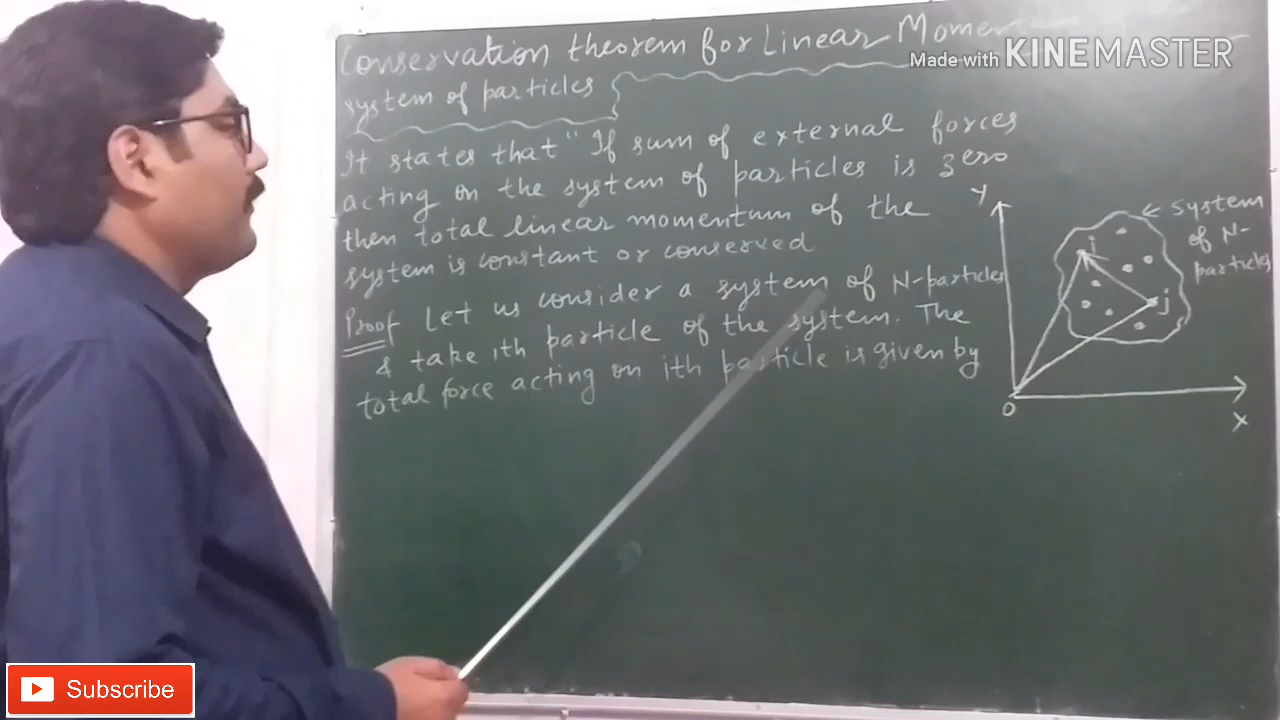 Conservation theorem for Linear Moment
system of particles
It states that "If sum of external forces
acting on the system of particles is zero
then total linear momentum of the
system is constant or conserved
Proof Let us consider a system of N-particles
& take ith particle of the system. The
total force acting on ith particle is given by
Y
← system
of N-
particles
i
j
O
X
Made with KINEMASTER
Subscribe